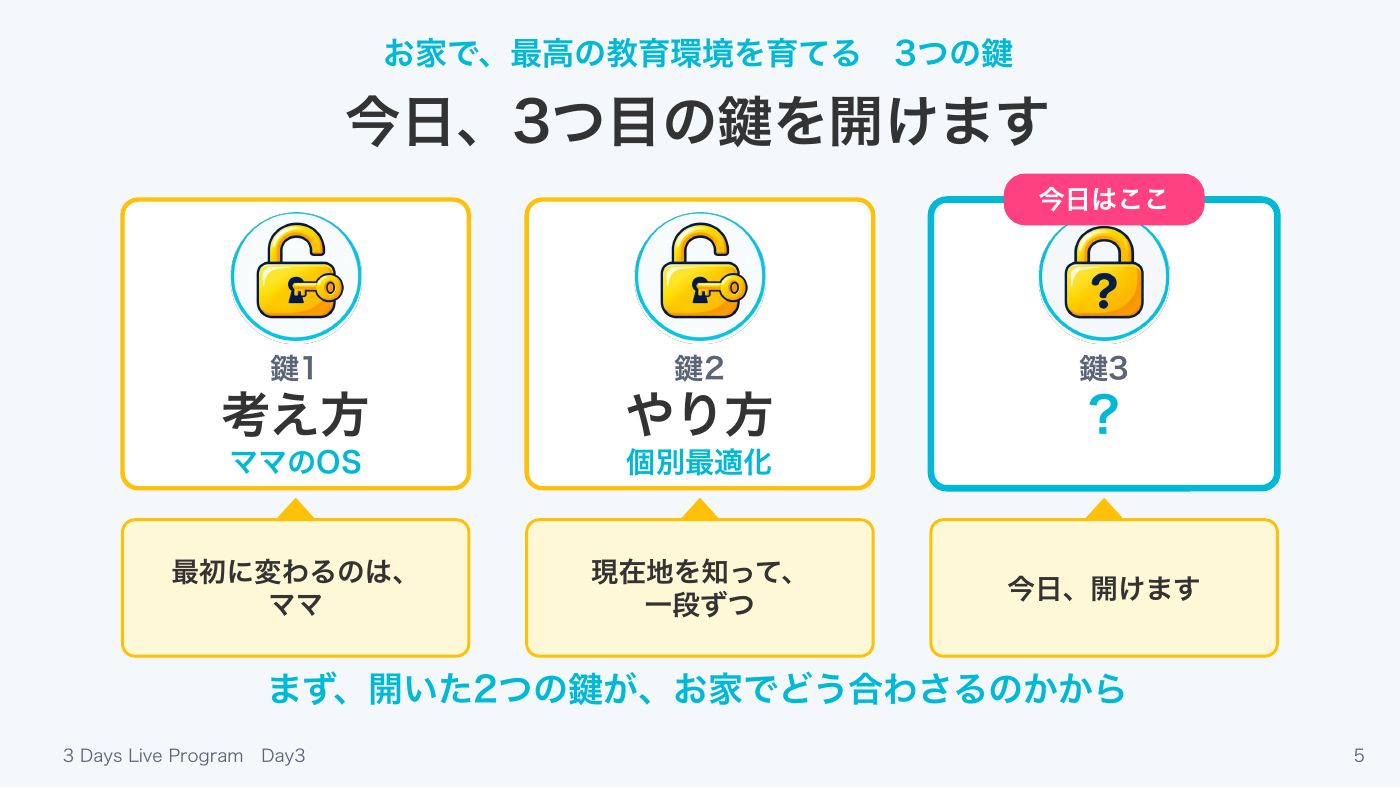 お家で、最高の教育環境を育てる　3つの鍵
今日、3つ目の鍵を開けます
今日はここ
鍵1
考え方
ママのOS
鍵2
やり方
個別最適化
?
鍵3
?
最初に変わるのは、
ママ
現在地を知って、
一段ずつ
今日、開けます
まず、開いた2つの鍵が、お家でどう合わさるのかから
3 Days Live Program　Day3
5